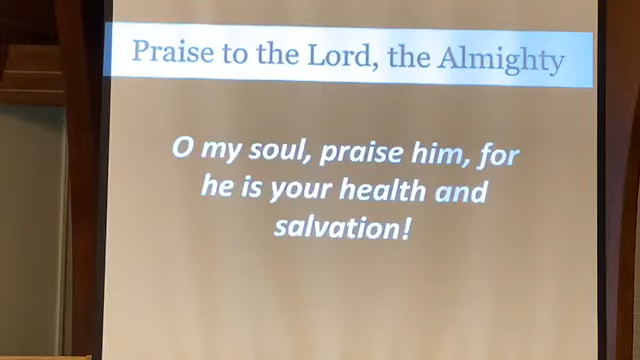 Praise to the Lord, the Almighty
O my soul, praise him, for
he is your health and
salvation!